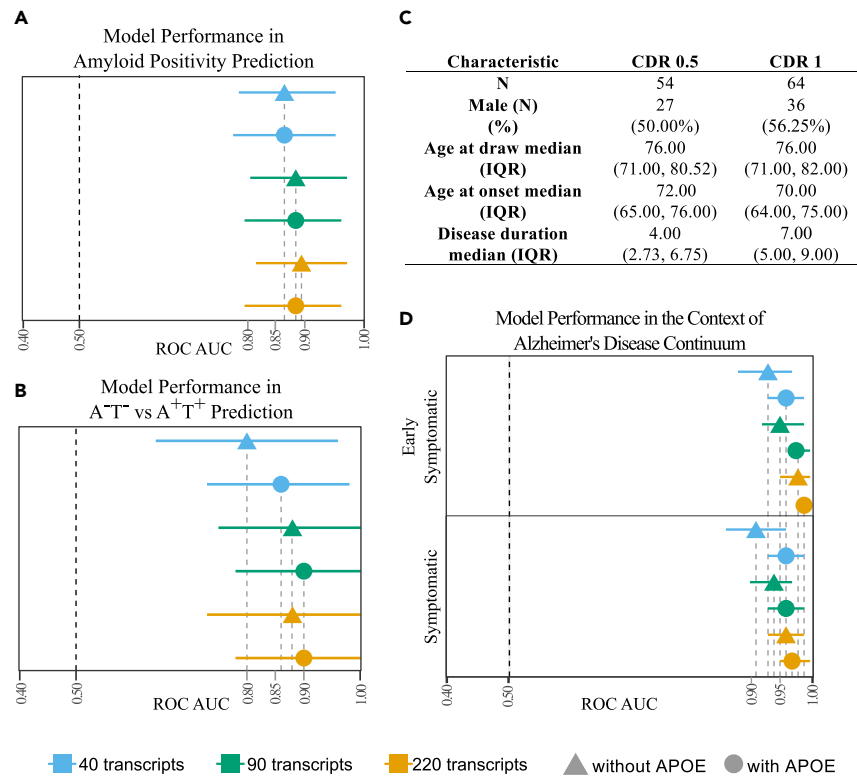 A
Model Performance in
Amyloid Positivity Prediction
0.40
0.50
0.80
0.85
0.90
1.00
ROC AUC
B
Model Performance in
A⁻T⁻ vs A⁺T⁺ Prediction
0.40
0.50
0.80
0.85
0.90
1.00
ROC AUC
C
Characteristic CDR 0.5 CDR 1
N 54 64
Male (N) 27 36
(%) (50.00%) (56.25%)
Age at draw median 76.00 76.00
(IQR) (71.00, 80.52) (71.00, 82.00)
Age at onset median 72.00 70.00
(IQR) (65.00, 76.00) (64.00, 75.00)
Disease duration 4.00 7.00
median (IQR) (2.73, 6.75) (5.00, 9.00)
D
Model Performance in the Context of
Alzheimer's Disease Continuum
Early
Symptomatic
Symptomatic
0.40
0.50
0.90
0.95
1.00
ROC AUC
40 transcripts 90 transcripts 220 transcripts without APOE with APOE